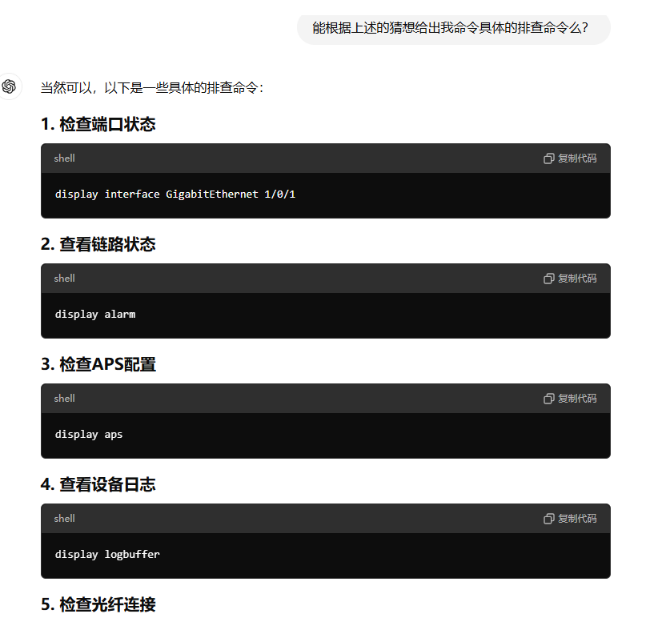 能根据上述的猜想给出我命令具体的排查命令么？
当然可以，以下是一些具体的排查命令：
1. 检查端口状态
shell 复制代码
display interface GigabitEthernet 1/0/1
2. 查看链路状态
shell 复制代码
display alarm
3. 检查APS配置
shell 复制代码
display aps
4. 查看设备日志
shell 复制代码
display logbuffer
5. 检查光纤连接